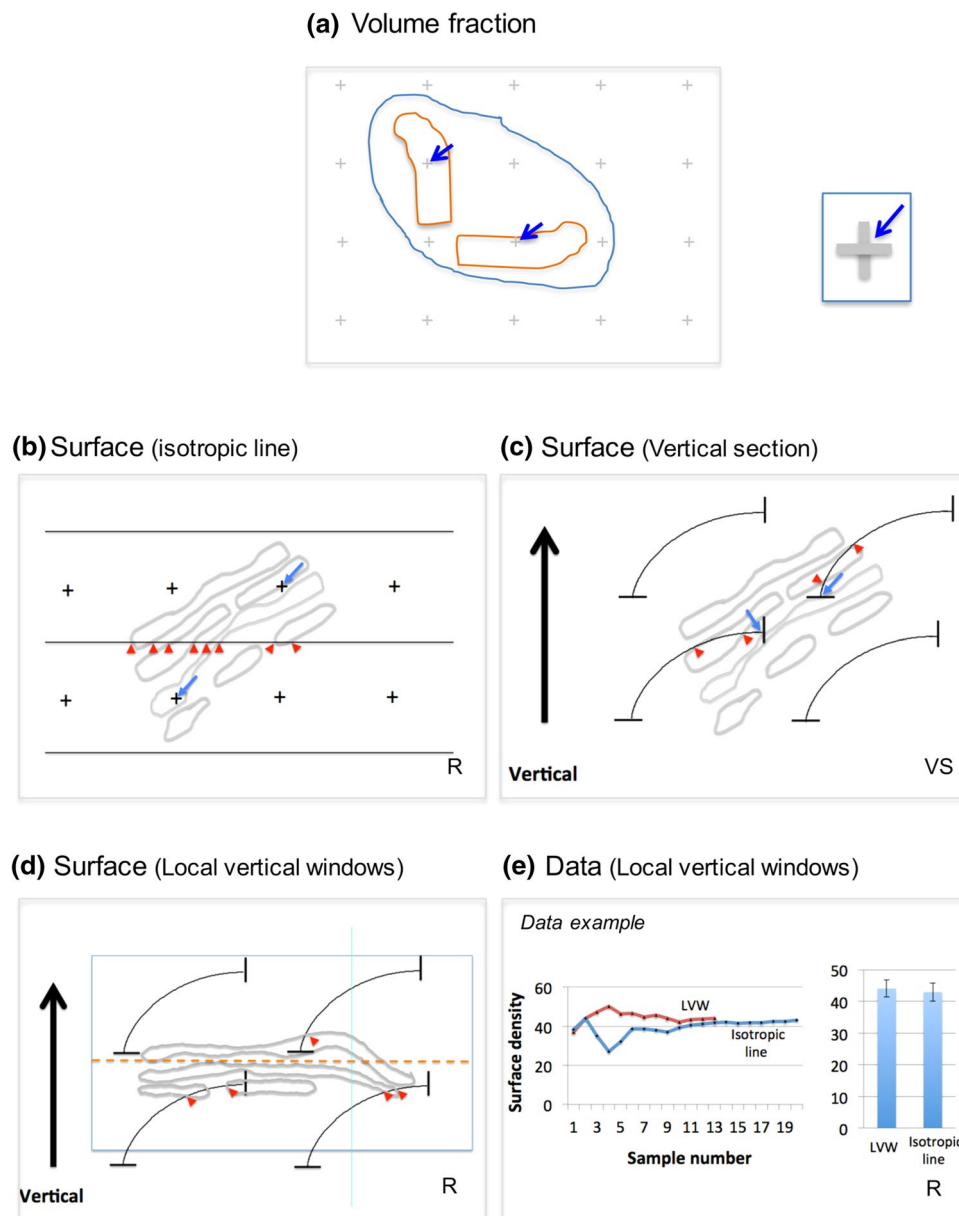 (a) Volume fraction
(b) Surface (isotropic line)
R
(c) Surface (Vertical section)
Vertical
VS
(d) Surface (Local vertical windows)
Vertical
R
(e) Data (Local vertical windows)
Data example
Surface density
60
40
20
0
LVW
Isotropic
line
1 3 5 7 9 11 13 15 17 19
Sample number
50
40
30
20
10
0
LVW
Isotropic
line
R